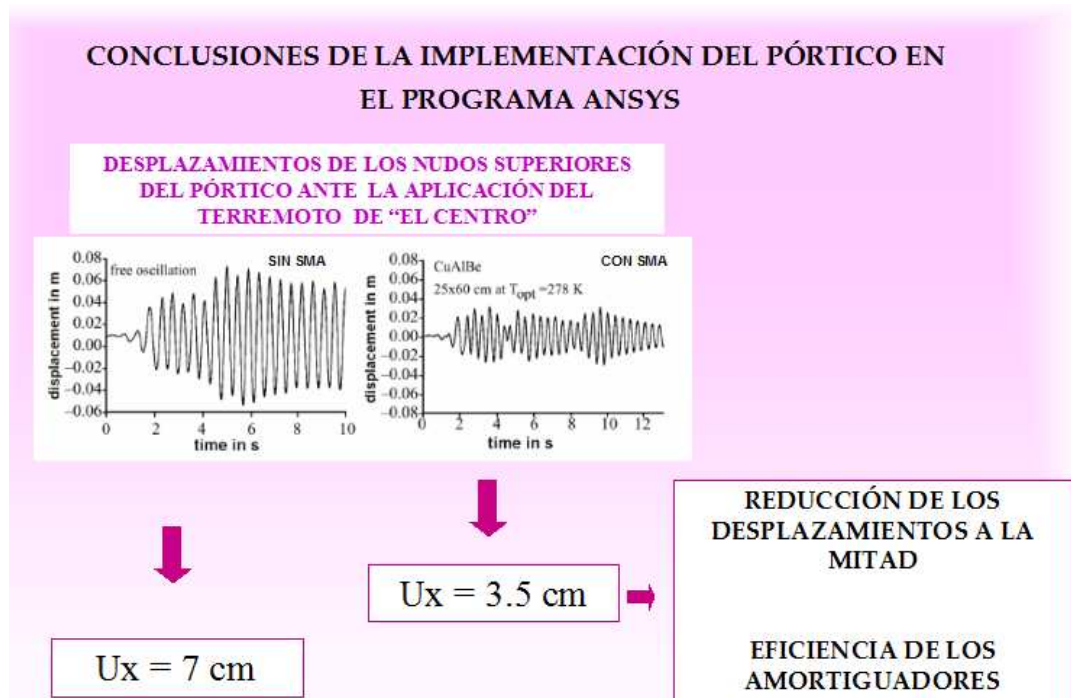 CONCLUSIONES DE LA IMPLEMENTACIÓN DEL PÓRTICO EN
EL PROGRAMA ANSYS
DESPLAZAMIENTOS DE LOS NUDOS SUPERIORES
DEL PÓRTICO ANTE LA APLICACIÓN DEL
TERREMOTO DE “EL CENTRO”
displacement in m
0.08
0.06
0.04
0.02
0.00
−0.02
−0.04
−0.06
free oscillation
SIN SMA
0 2 4 6 8 10
time in s
displacement in m
0.08
0.06
0.04
0.02
0.00
−0.02
−0.04
−0.06
−0.08
CuAlBe
CON SMA
25x60 cm at Topt =278 K
0 2 4 6 8 10 12
time in s
Ux = 7 cm
Ux = 3.5 cm
REDUCCIÓN DE LOS
DESPLAZAMIENTOS A LA
MITAD
EFICIENCIA DE LOS
AMORTIGUADORES